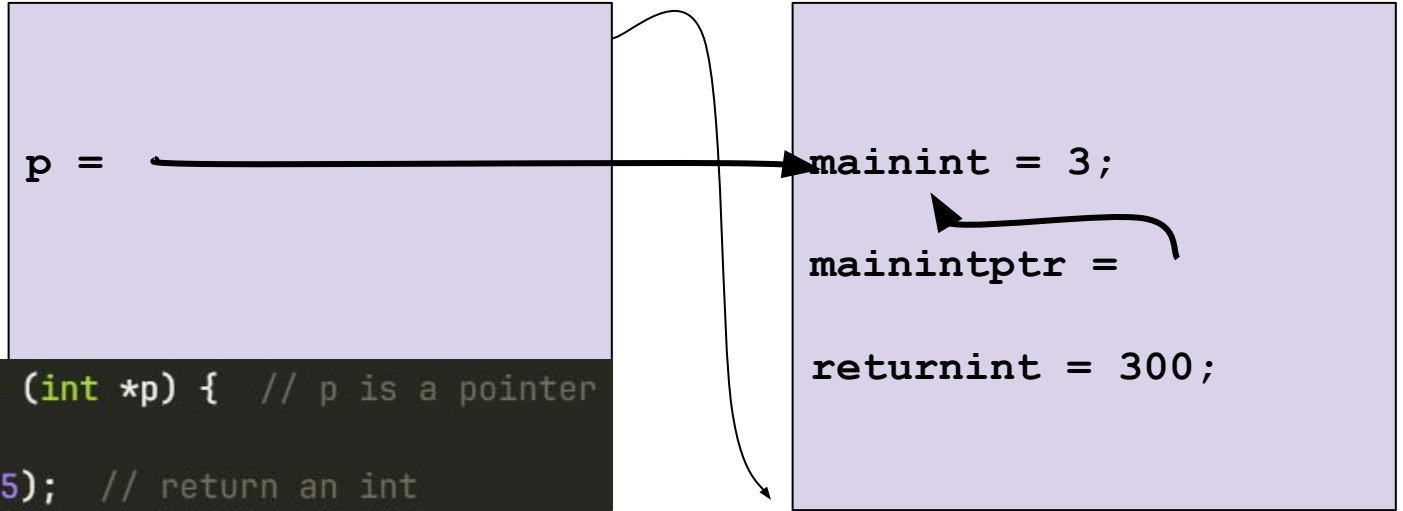 p =
(int *p) { // p is a pointer
5); // return an int
mainint = 3;
mainintptr =
returnint = 300;